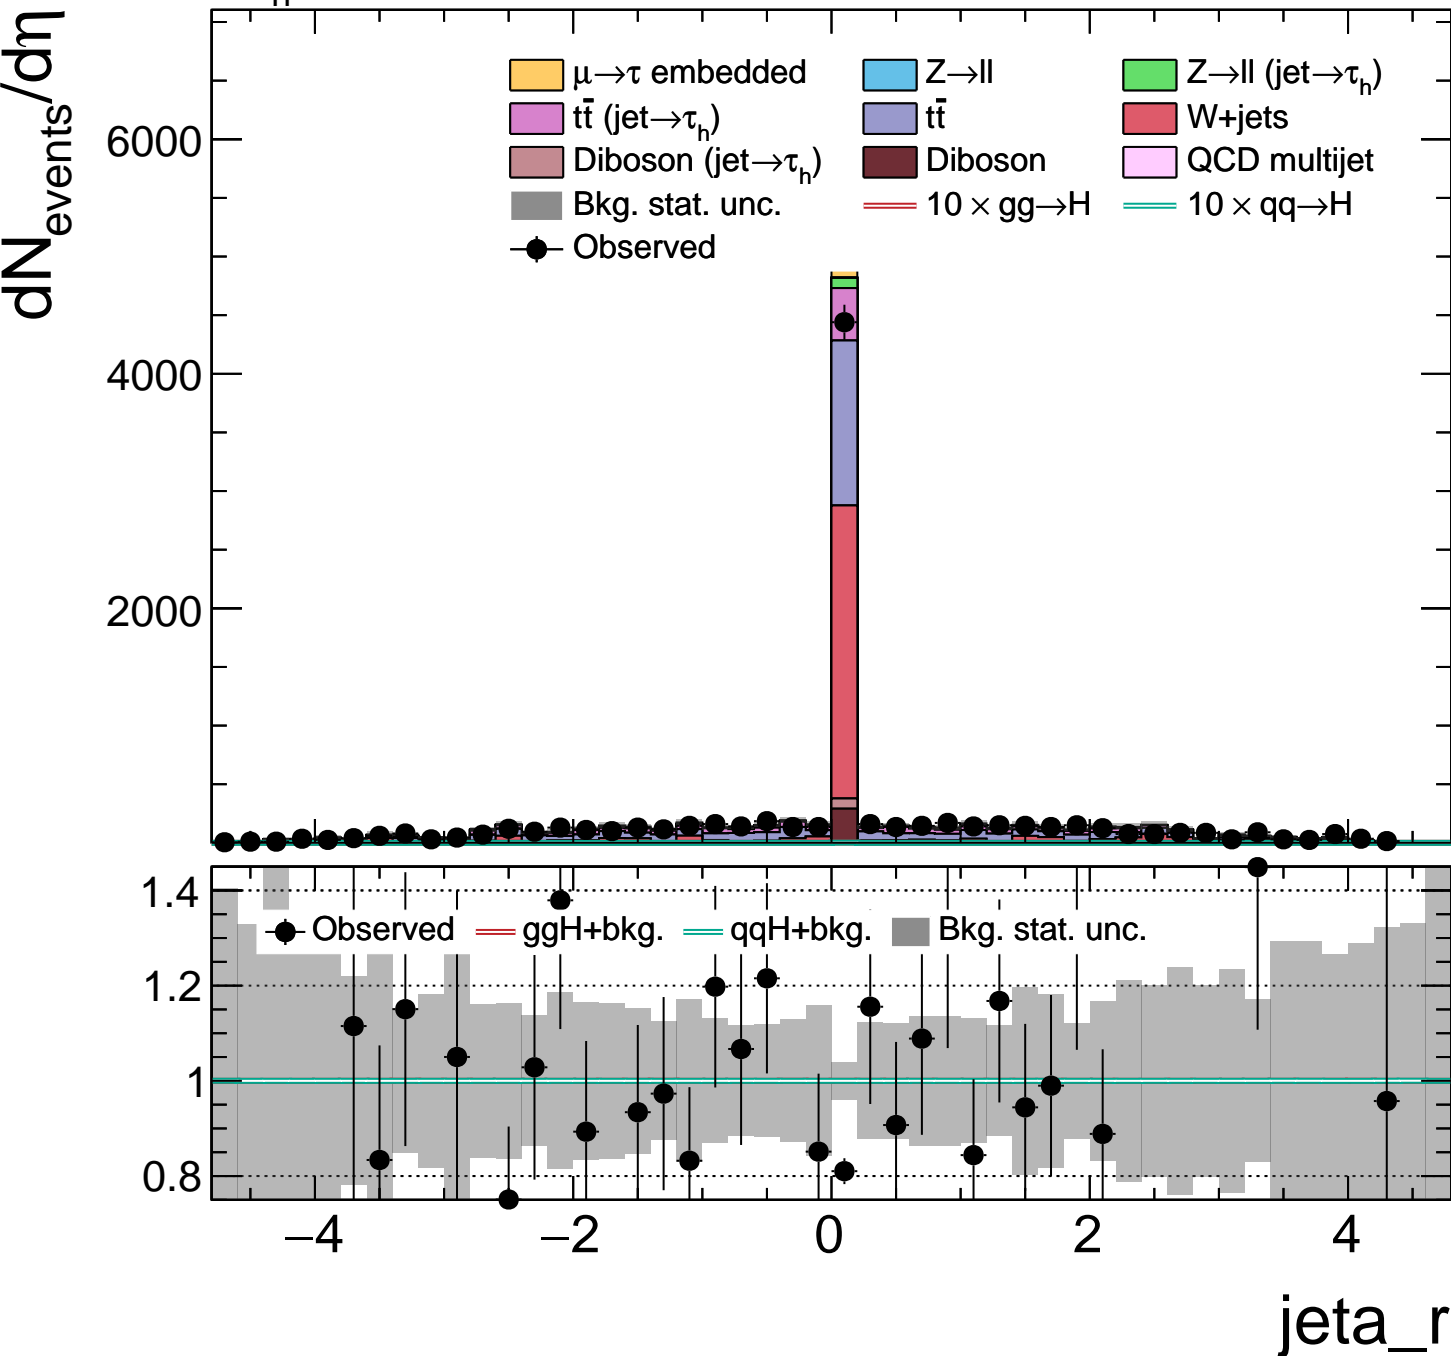 dN_events/dη
μ→τ embedded Z→ll Z→ll (jet→τ_h)
tt̄ (jet→τ_h) tt̄ W+jets
Diboson (jet→τ_h) Diboson QCD multijet
Bkg. stat. unc. 10 × gg→H 10 × qq→H
Observed
6000
4000
2000
1.4
Observed ggH+bkg. qqH+bkg. Bkg. stat. unc.
1.2
1
0.8
−4 −2 0 2 4
jeta_r